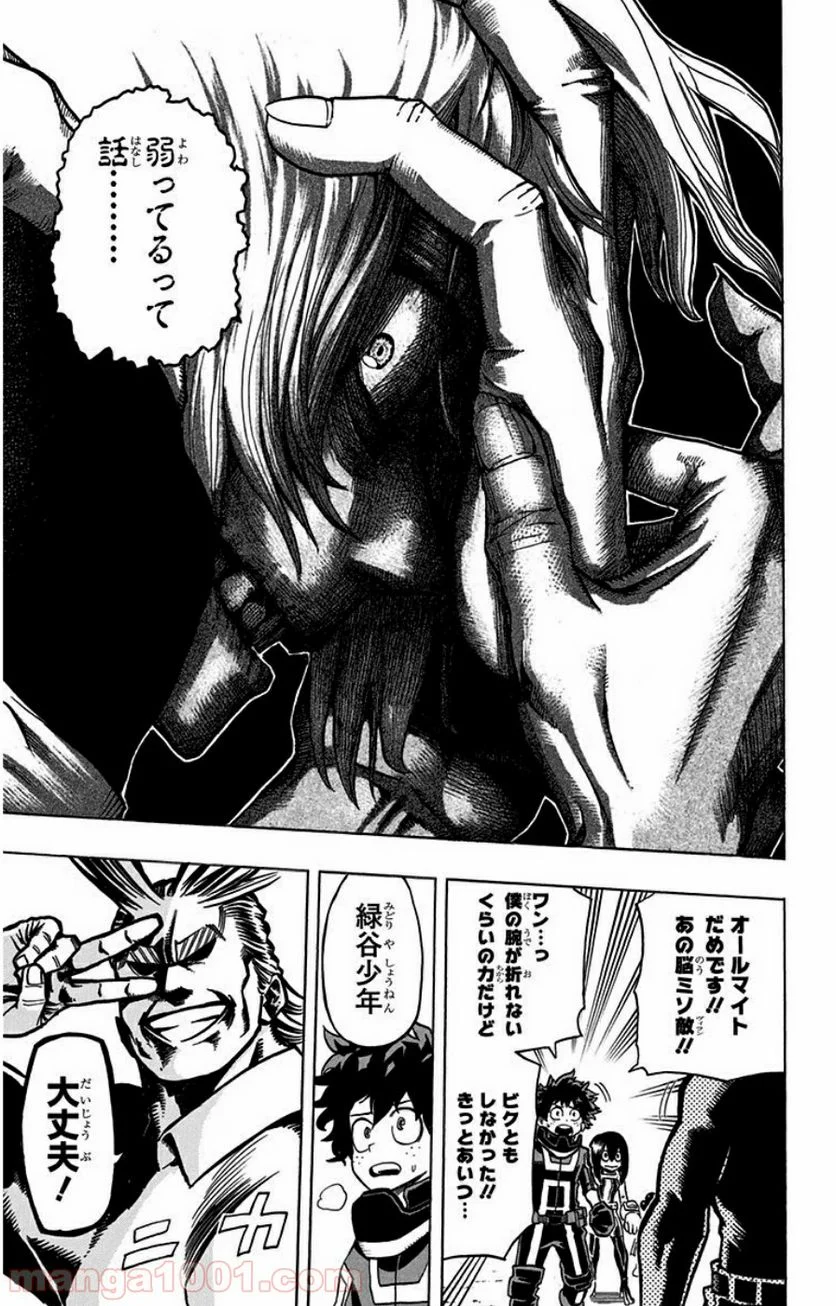 弱ってるって
話………
オールマイト
だめです!!
あの脳ミソ敵!!
ワン…っ
僕の腕が折れない
くらいの力だけど
ビクとも
しなかった!!
きっとあいつ…
緑谷少年
大丈夫!
ニカ
manga1001.com